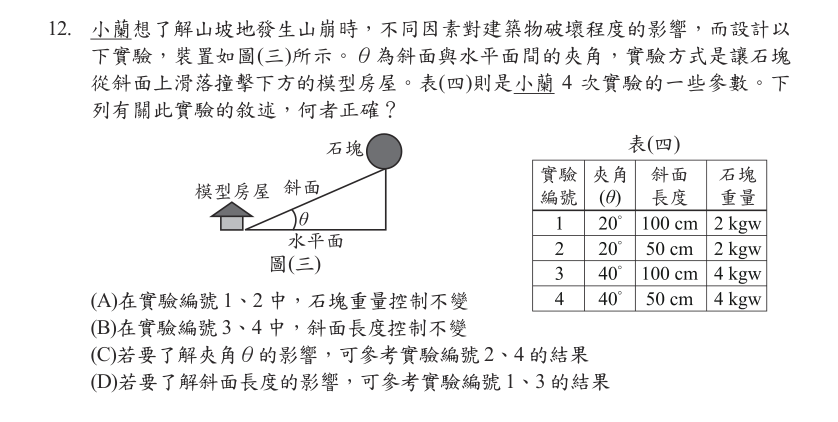 12. 小蘭想了解山坡地發生山崩時,不同因素對建築物破壞程度的影響,而設計以
下實驗,裝置如圖(三)所示。θ為斜面與水平面間的夾角,實驗方式是讓石塊
從斜面上滑落撞擊下方的模型房屋。表(四)則是小蘭 4 次實驗的一些參數。下
列有關此實驗的敘述,何者正確?
石塊
模型房屋 斜面
θ
水平面
圖(三)
表(四)
實驗編號 夾角(θ) 斜面長度 石塊重量
1 20° 100 cm 2 kgw
2 20° 50 cm 2 kgw
3 40° 100 cm 4 kgw
4 40° 50 cm 4 kgw
(A)在實驗編號 1、2 中,石塊重量控制不變
(B)在實驗編號 3、4 中,斜面長度控制不變
(C)若要了解夾角θ的影響,可參考實驗編號 2、4 的結果
(D)若要了解斜面長度的影響,可參考實驗編號 1、3 的結果